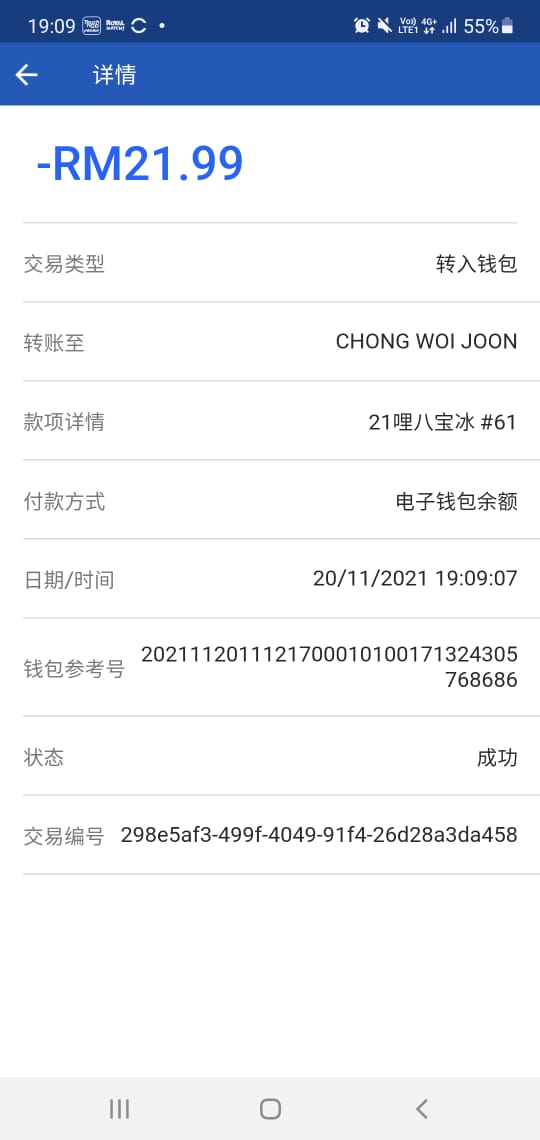 19:09
55%
详情
-RM21.99
交易类型 转入钱包
转账至 CHONG WOI JOON
款项详情 21哩八宝冰 #61
付款方式 电子钱包余额
日期/时间 20/11/2021 19:09:07
钱包参考号 20211120111217000101001713243​05
768686
状态 成功
交易编号 298e5af3-499f-4049-91f4-26d28a3da458